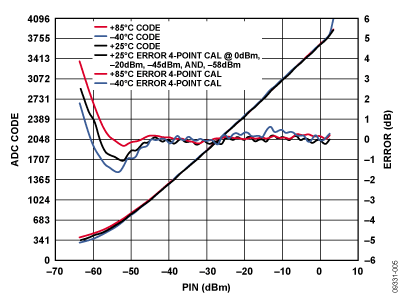 4096
3755
3413
3072
2731
2389
2048
1707
1365
1024
683
341
0
ADC CODE
+85°C CODE
–40°C CODE
+25°C CODE
+25°C ERROR 4-POINT CAL @ 0dBm,
–20dBm, –45dBm, AND, –58dBm
+85°C ERROR 4-POINT CAL
–40°C ERROR 4-POINT CAL
6
5
4
3
2
1
0
–1
–2
–3
–4
–5
–6
ERROR (dB)
–70 –60 –50 –40 –30 –20 –10 0 10
PIN (dBm)
09331-005